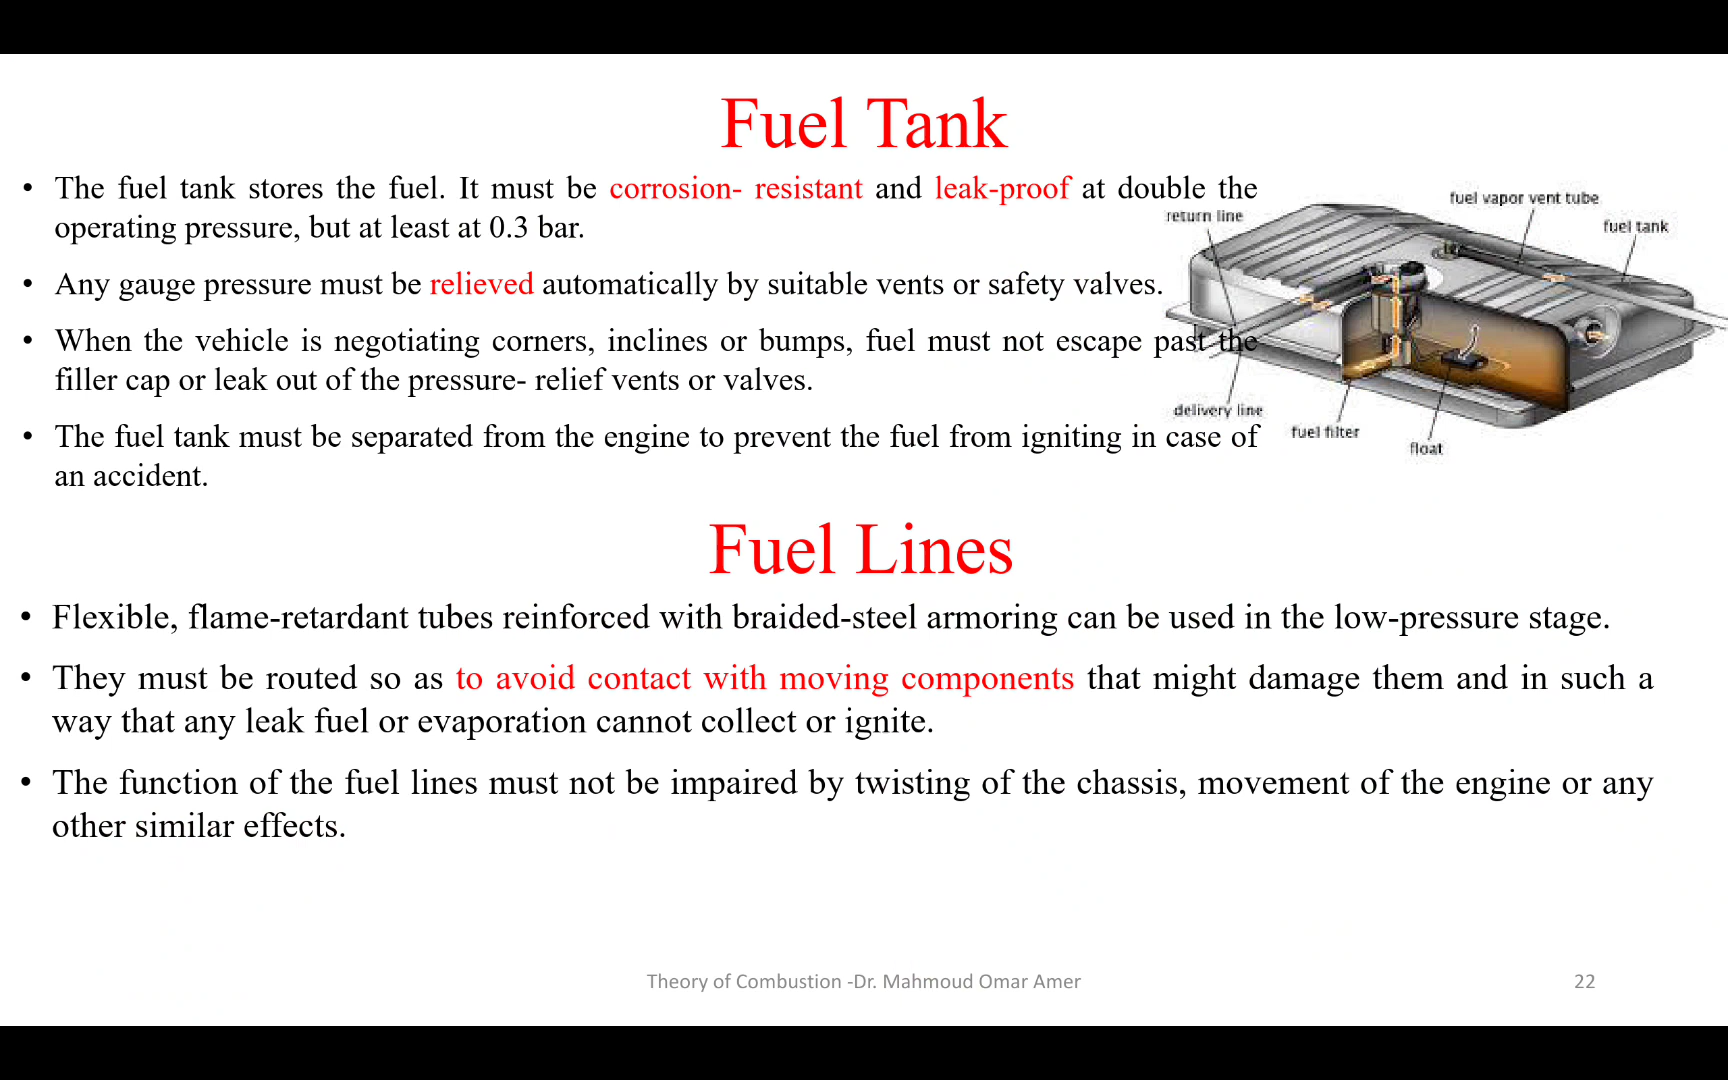 Fuel Tank
• The fuel tank stores the fuel. It must be corrosion- resistant and leak-proof at double the
operating pressure, but at least at 0.3 bar.
• Any gauge pressure must be relieved automatically by suitable vents or safety valves.
• When the vehicle is negotiating corners, inclines or bumps, fuel must not escape past the
filler cap or leak out of the pressure- relief vents or valves.
• The fuel tank must be separated from the engine to prevent the fuel from igniting in case of
an accident.
fuel vapor vent tube
return line
fuel tank
delivery line
fuel filter
float
Fuel Lines
• Flexible, flame-retardant tubes reinforced with braided-steel armoring can be used in the low-pressure stage.
• They must be routed so as to avoid contact with moving components that might damage them and in such a
way that any leak fuel or evaporation cannot collect or ignite.
• The function of the fuel lines must not be impaired by twisting of the chassis, movement of the engine or any
other similar effects.
Theory of Combustion -Dr. Mahmoud Omar Amer
22